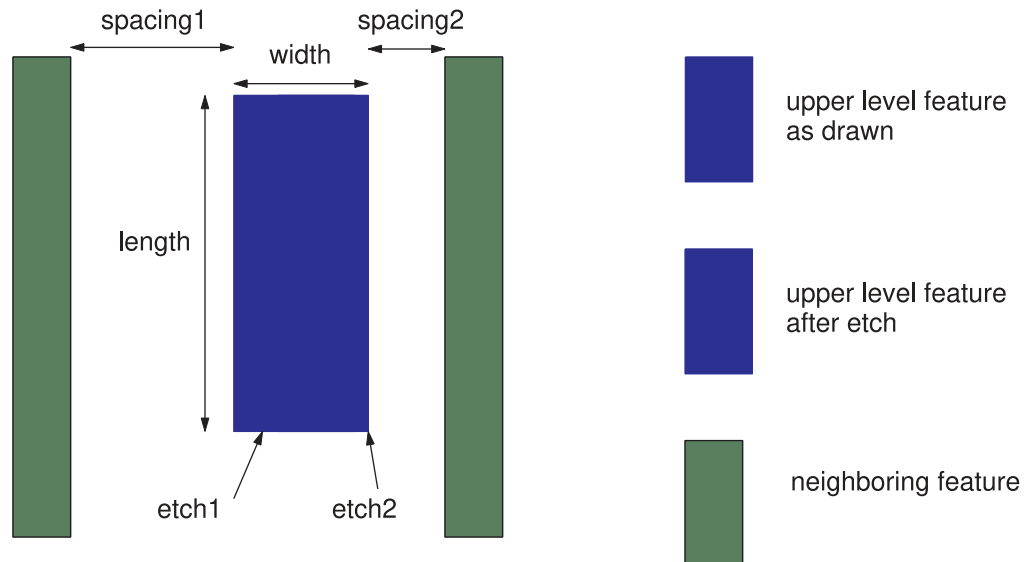 spacing1
spacing2
width
length
etch1
etch2
upper level feature
as drawn
upper level feature
after etch
neighboring feature